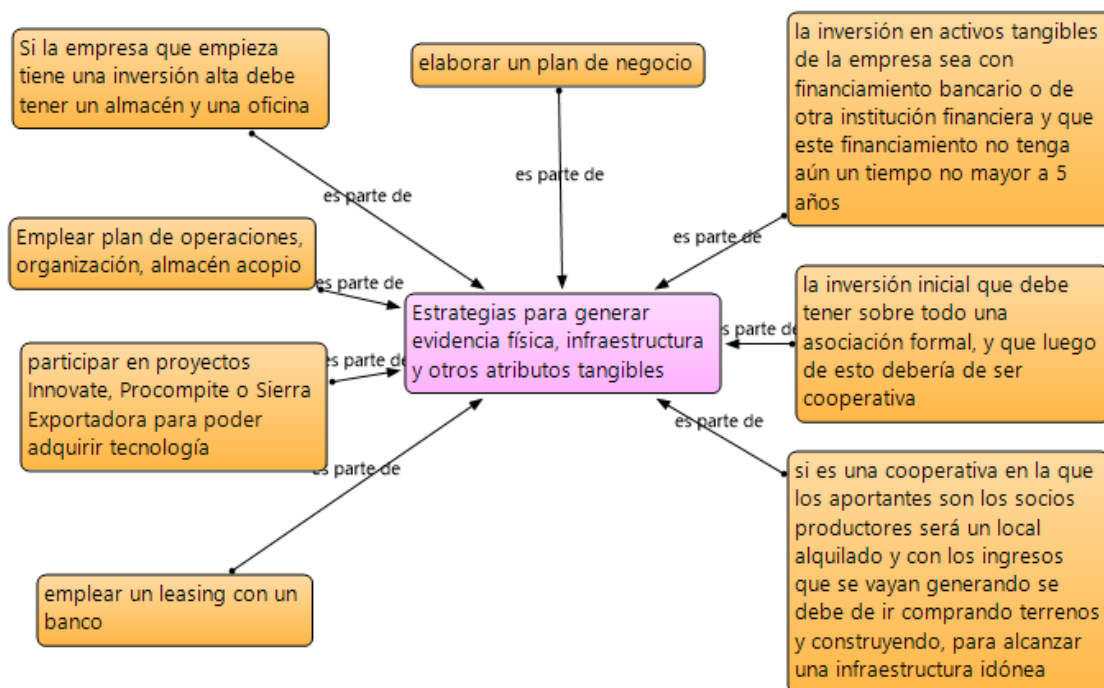 Si la empresa que empieza
tiene una inversión alta debe
tener un almacén y una oficina
elaborar un plan de negocio
la inversión en activos tangibles
de la empresa sea con
financiamiento bancario o de
otra institución financiera y que
este financiamiento no tenga
aún un tiempo no mayor a 5
años
es parte de
es parte de
es parte de
Emplear plan de operaciones,
organización, almacén acopio
es parte de
Estrategias para generar
evidencia física, infraestructura
y otros atributos tangibles
es parte de
la inversión inicial que debe
tener sobre todo una
asociación formal, y que luego
de esto debería de ser
cooperativa
participar en proyectos
Innovate, Procompite o Sierra
Exportadora para poder
adquirir tecnología
es parte de
es parte de
es parte de
si es una cooperativa en la que
los aportantes son los socios
productores será un local
alquilado y con los ingresos
que se vayan generando se
debe de ir comprando terrenos
y construyendo, para alcanzar
una infraestructura idónea
emplear un leasing con un
banco